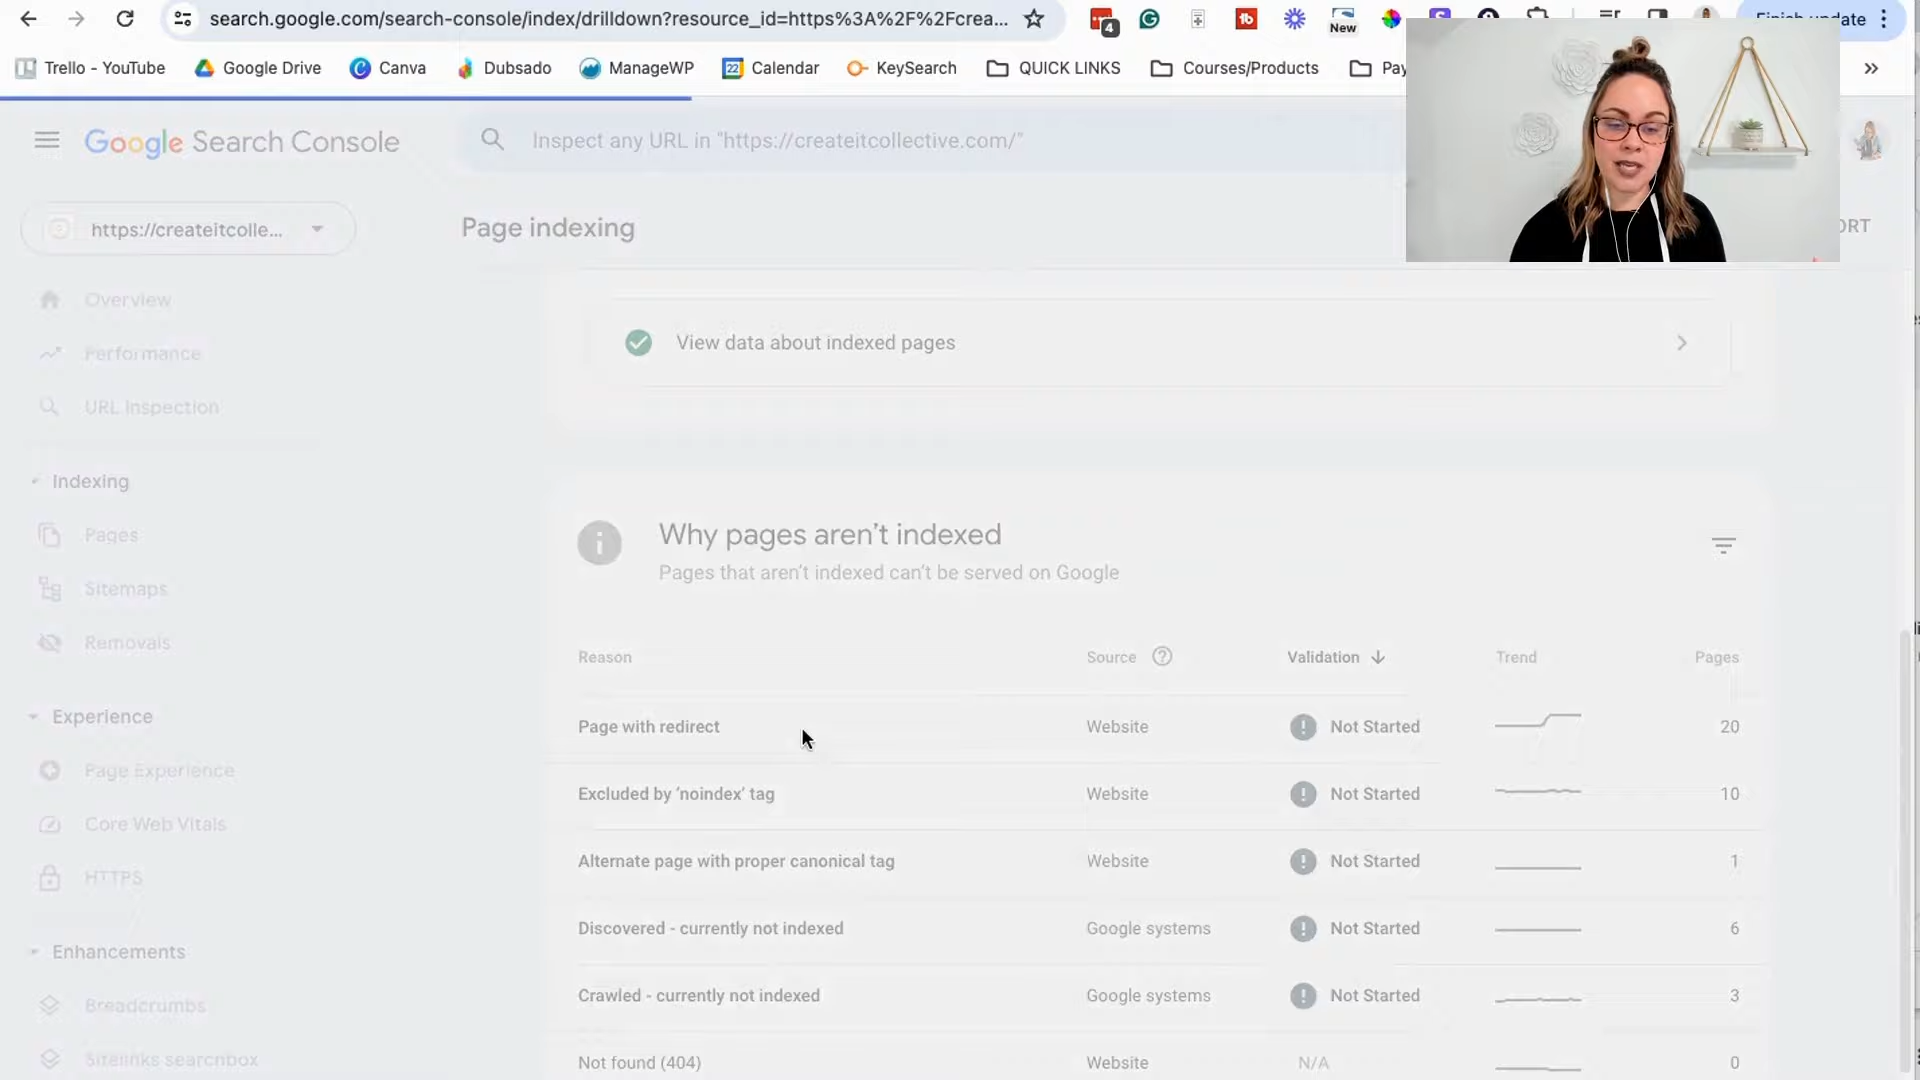 search.google.com/search-console/index/drilldown?resource_id=https%3A%2F%2Fcrea...
4
New
Finish update
Trello - YouTube
Google Drive
Canva
Dubsado
ManageWP
22
Calendar
KeySearch
QUICK LINKS
Courses/Products
Pay
»
Google Search Console
Inspect any URL in "https://createitcollective.com/"
https://createitcolle...
Page indexing
ORT
Overview
Performance
URL Inspection
Indexing
Pages
Sitemaps
Removals
Experience
Page Experience
Core Web Vitals
HTTPS
Enhancements
Breadcrumbs
Sitelinks searchbox
View data about indexed pages
Why pages aren’t indexed
Pages that aren’t indexed can’t be served on Google
Reason Source Validation Trend Pages
Page with redirect Website Not Started 20
Excluded by ‘noindex’ tag Website Not Started 10
Alternate page with proper canonical tag Website Not Started 1
Discovered - currently not indexed Google systems Not Started 6
Crawled - currently not indexed Google systems Not Started 3
Not found (404) Website N/A 0